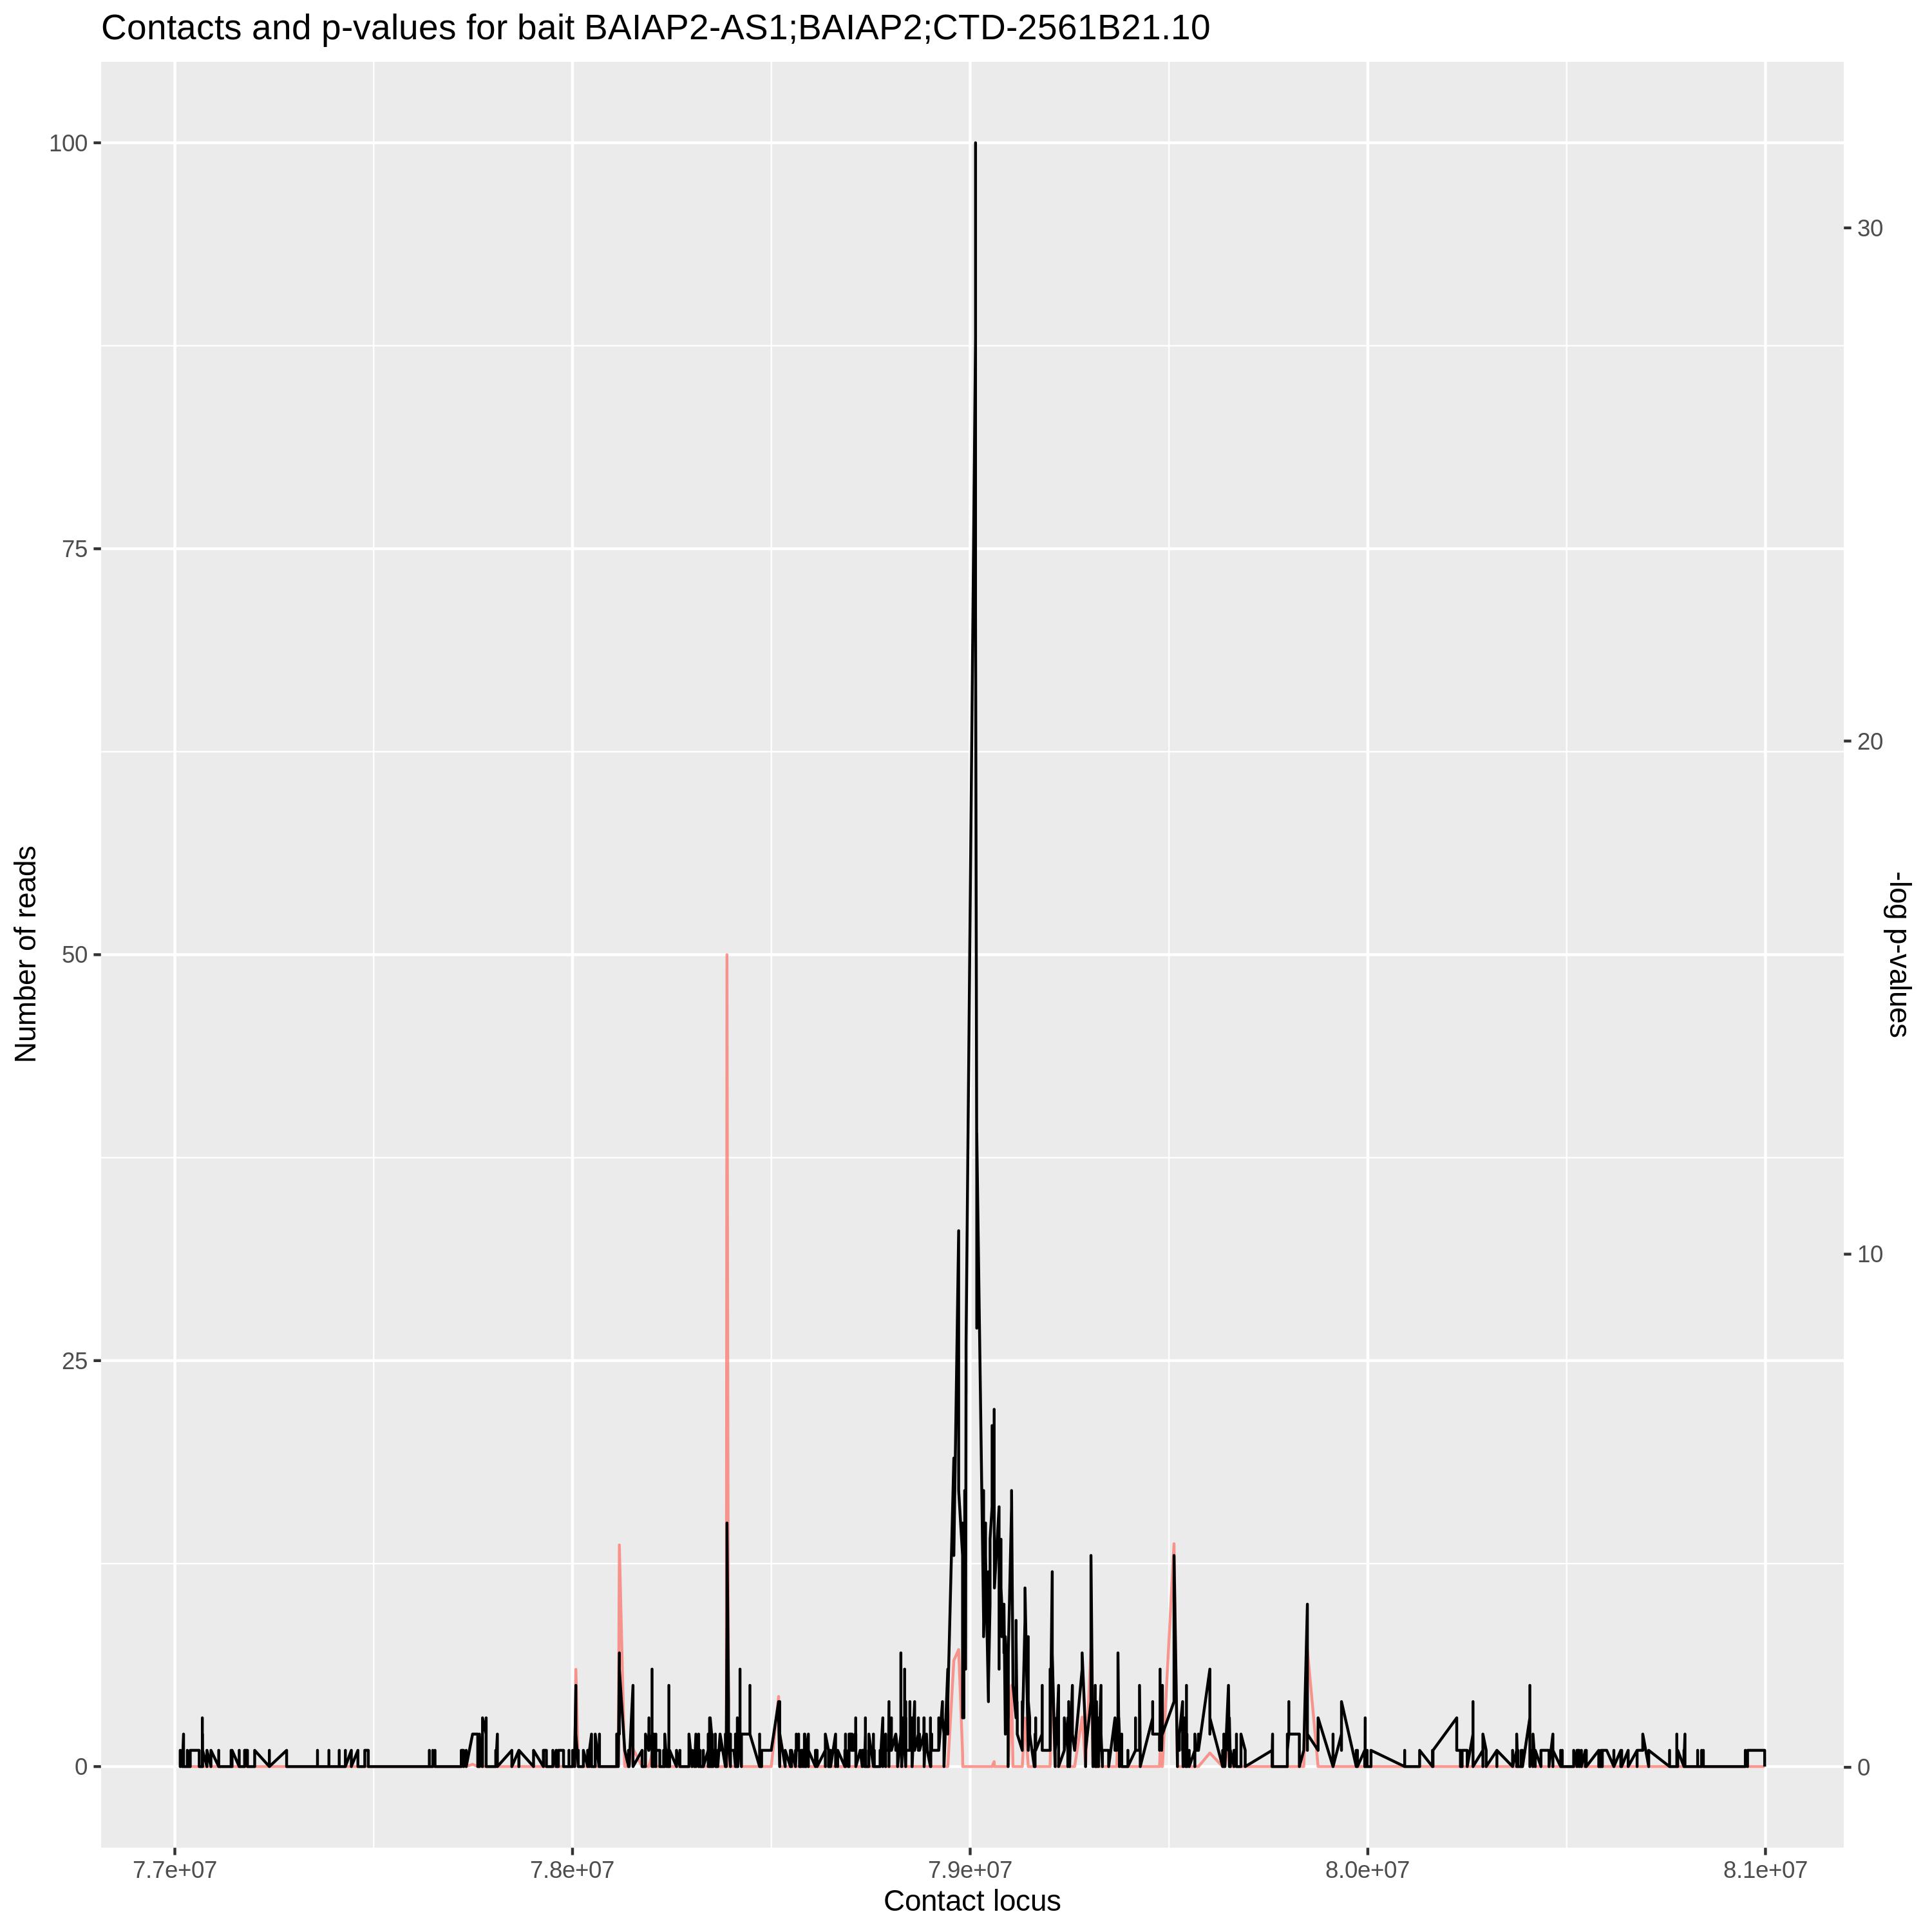 Contacts and p-values for bait BAIAP2-AS1;BAIAP2;CTD-2561B21.10
100
75
50
25
0
Number of reads
30
20
10
0
-log p-values
7.7e+07
7.8e+07
7.9e+07
8.0e+07
8.1e+07
Contact locus